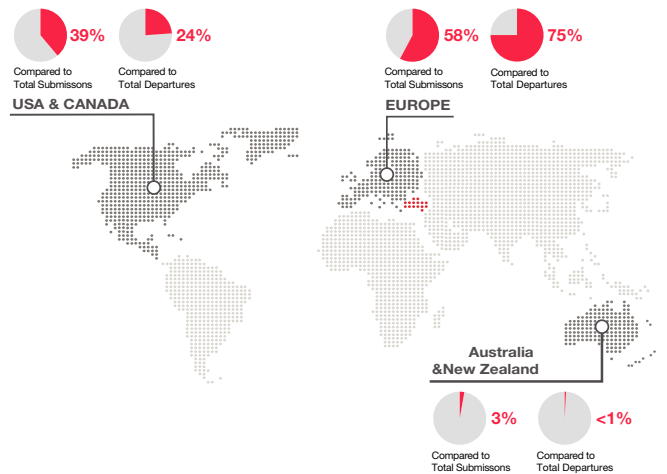 39%
24%
Compared to
Total Submissons
Compared to
Total Departures
USA & CANADA
58%
75%
Compared to
Total Submissons
Compared to
Total Departures
EUROPE
Australia
&New Zealand
3%
<1%
Compared to
Total Submissons
Compared to
Total Departures